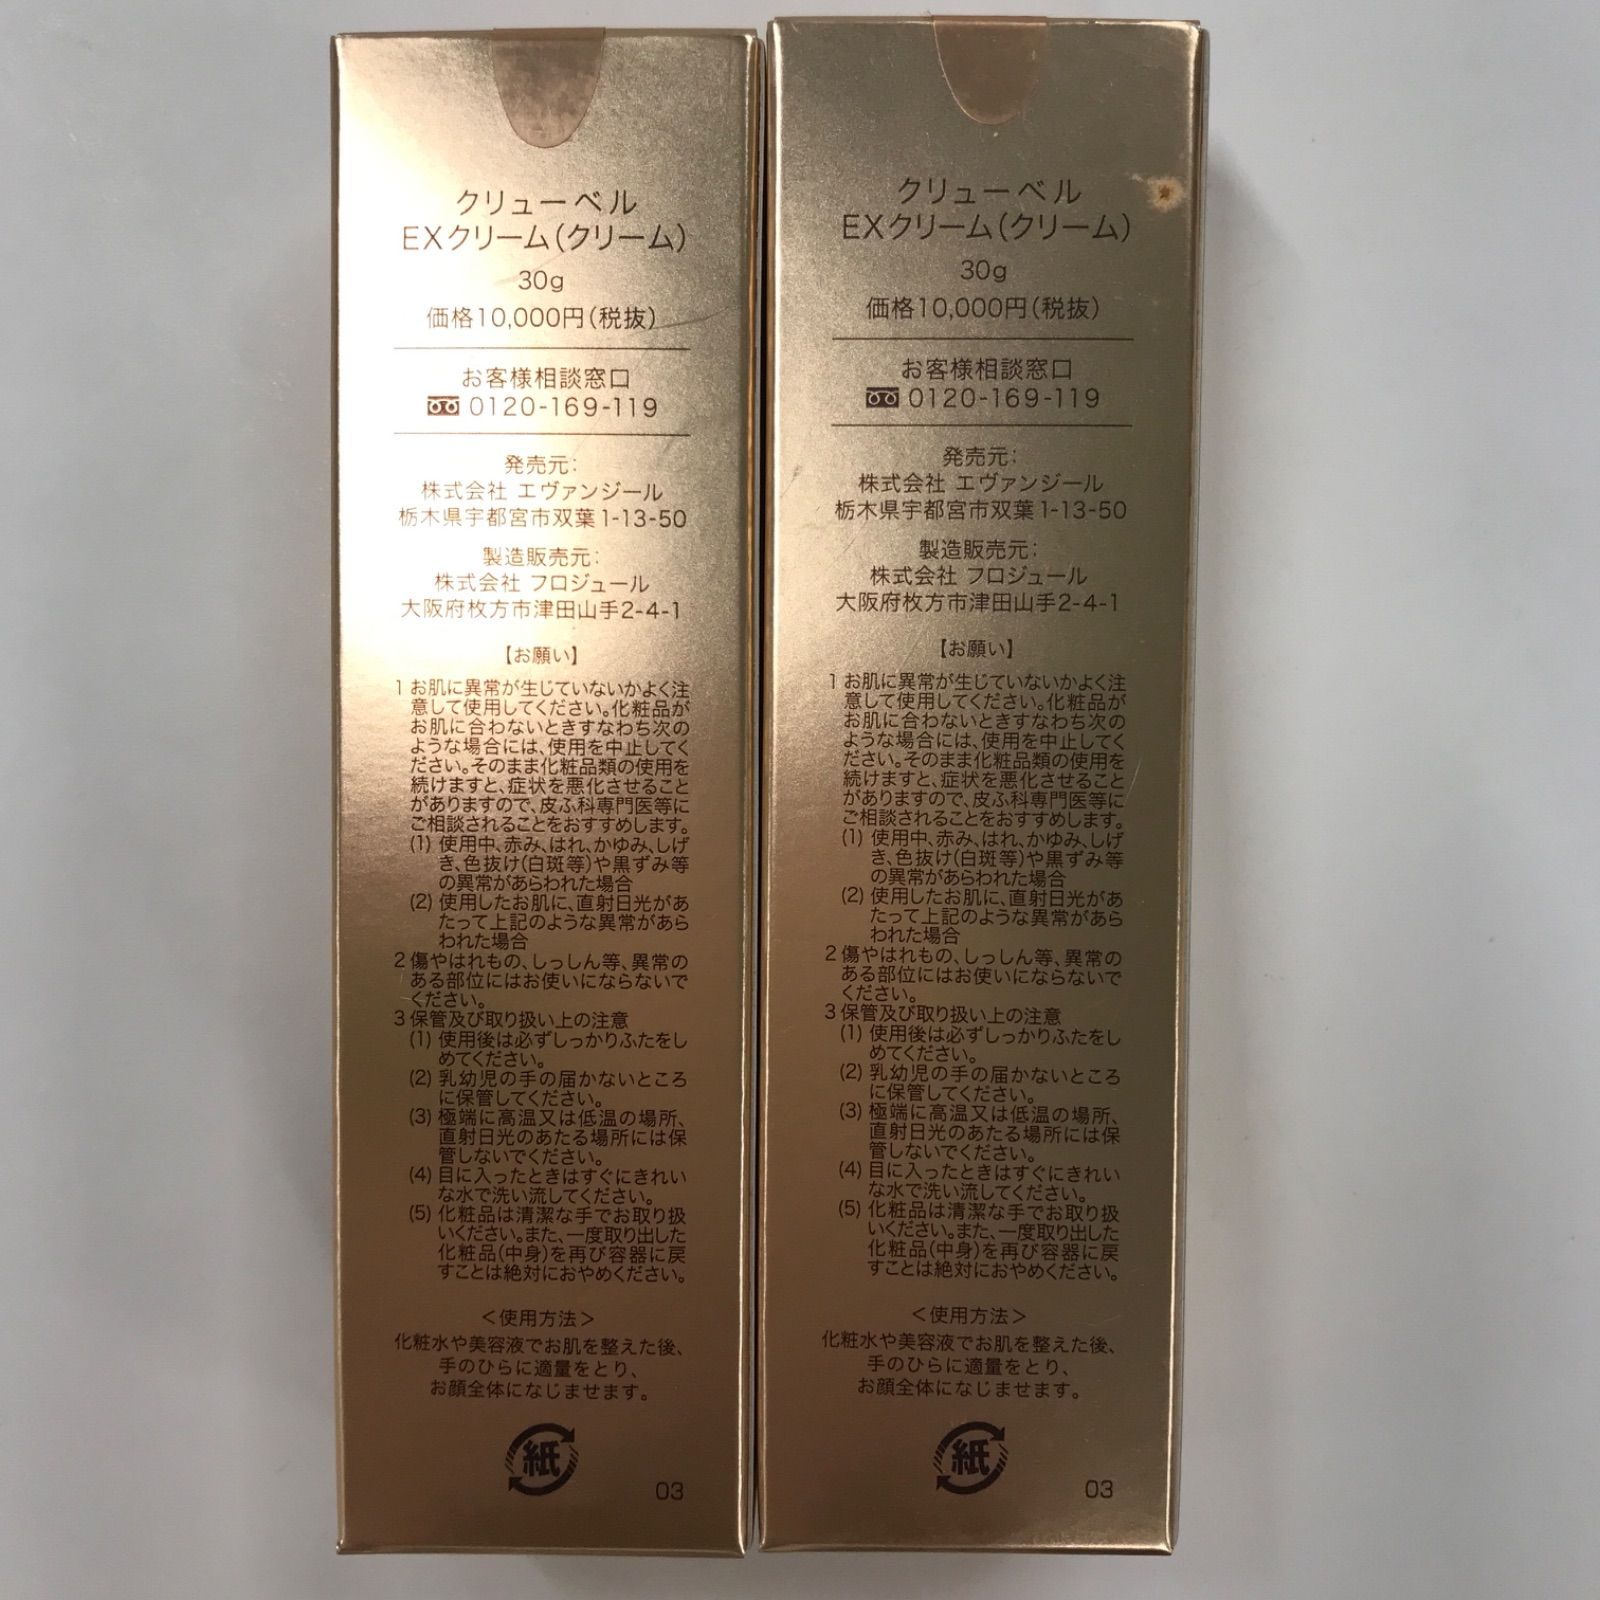 クリューベル
EXクリーム(クリーム)
30g
価格10,000円(税抜)
お客様相談窓口
0120-169-119
発売元:
株式会社 エヴァンジール
栃木県宇都宮市双葉1-13-50
製造販売元:
株式会社 フロジュール
大阪府枚方市津田山手2-4-1
【お願い】
1 お肌に異常が生じていないかよく注
意して使用してください。化粧品が
お肌に合わないときすなわち次の
ような場合には、使用を中止してく
ださい。そのまま化粧品類の使用を
続けますと、症状を悪化させること
がありますので、皮ふ科専門医等に
ご相談されることをおすすめします。
(1) 使用中、赤み、はれ、かゆみ、しげ
き、色抜け(白斑等)や黒ずみ等
の異常があらわれた場合
(2) 使用したお肌に、直射日光があ
たって上記のような異常があら
われた場合
2 傷やはれもの、しっしん等、異常の
ある部位にはお使いにならないで
ください。
3 保管及び取り扱い上の注意
(1) 使用後は必ずしっかりふたをし
めてください。
(2) 乳幼児の手の届かないところ
に保管してください。
(3) 極端に高温又は低温の場所、
直射日光のあたる場所には保
管しないでください。
(4) 目に入ったときはすぐにきれい
な水で洗い流してください。
(5) 化粧品は清潔な手でお取り扱
いください。また、一度取り出した
化粧品(中身)を再び容器に戻
すことは絶対におやめください。
<使用方法>
化粧水や美容液でお肌を整えた後、
手のひらに適量をとり、
お顔全体になじませます。
紙
03
クリューベル
EXクリーム(クリーム)
30g
価格10,000円(税抜)
お客様相談窓口
0120-169-119
発売元:
株式会社 エヴァンジール
栃木県宇都宮市双葉1-13-50
製造販売元:
株式会社 フロジュール
大阪府枚方市津田山手2-4-1
【お願い】
1 お肌に異常が生じていないかよく注
意して使用してください。化粧品が
お肌に合わないときすなわち次の
ような場合には、使用を中止してく
ださい。そのまま化粧品類の使用を
続けますと、症状を悪化させること
がありますので、皮ふ科専門医等に
ご相談されることをおすすめします。
(1) 使用中、赤み、はれ、かゆみ、しげ
き、色抜け(白斑等)や黒ずみ等
の異常があらわれた場合
(2) 使用したお肌に、直射日光があ
たって上記のような異常があら
われた場合
2 傷やはれもの、しっしん等、異常の
ある部位にはお使いにならないで
ください。
3 保管及び取り扱い上の注意
(1) 使用後は必ずしっかりふたをし
めてください。
(2) 乳幼児の手の届かないところ
に保管してください。
(3) 極端に高温又は低温の場所、
直射日光のあたる場所には保
管しないでください。
(4) 目に入ったときはすぐにきれい
な水で洗い流してください。
(5) 化粧品は清潔な手でお取り扱
いください。また、一度取り出した
化粧品(中身)を再び容器に戻
すことは絶対におやめください。
<使用方法>
化粧水や美容液でお肌を整えた後、
手のひらに適量をとり、
お顔全体になじませます。
紙
03